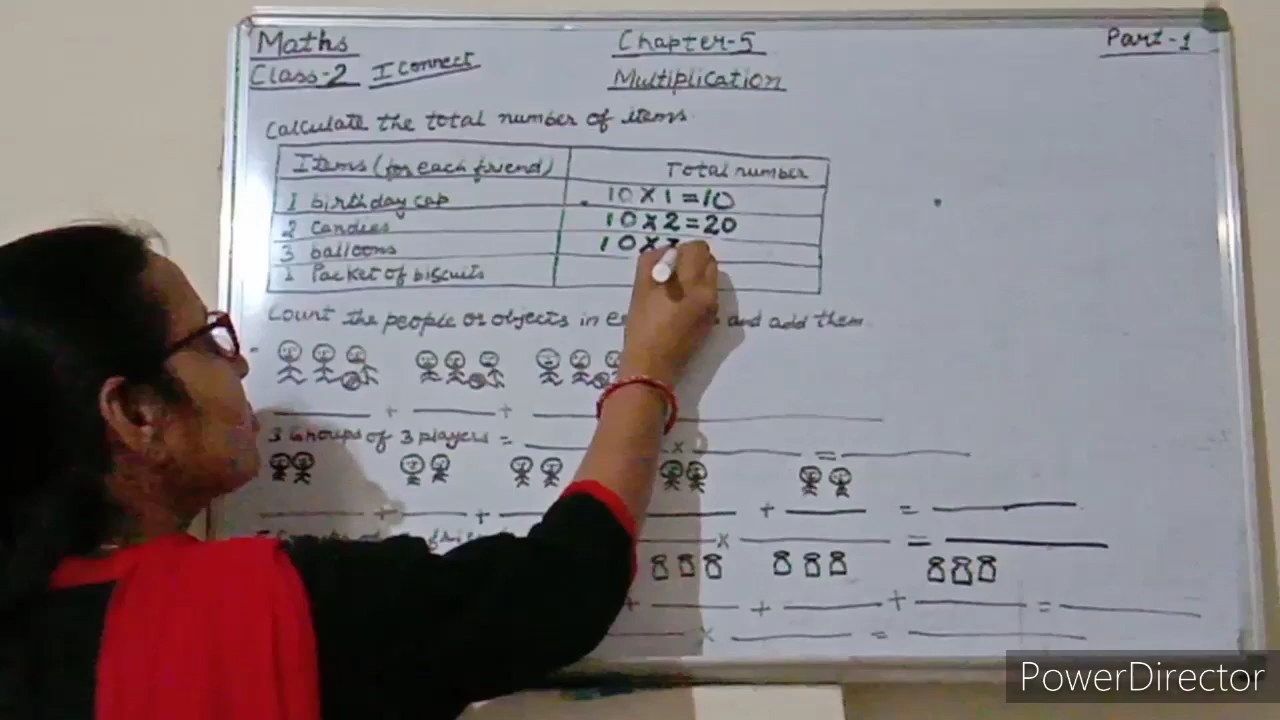 Maths
Chapter-5
Part-1
Class-2 I connect
Multiplication
Calculate the total number of items.
Items (for each friend) Total number
1 birthday cap 10 X 1 = 10
2 Candies 10 X 2 = 20
3 balloons 10 X
1 Packet of biscuits
Count the people or objects in and add them.
+ +
3 Groups of 3 players = X =
+ + + =
X =
+ + + =
X =
PowerDirector